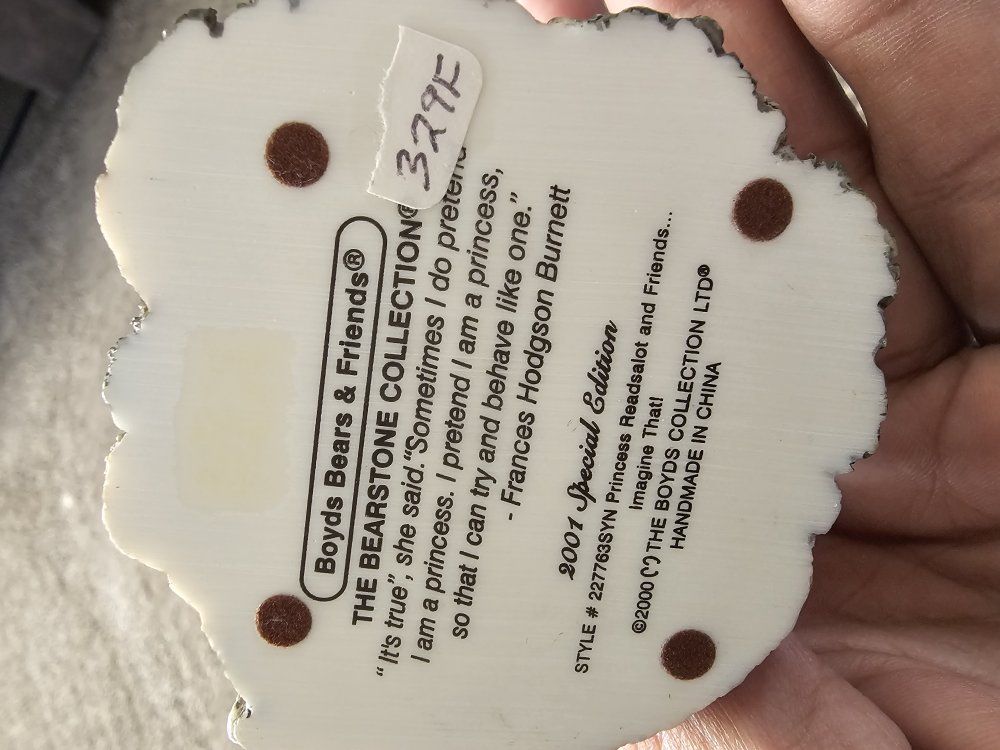 329F
Boyds Bears & Friends®
THE BEARSTONE COLLECTION®
“It's true”, she said. “Sometimes I do pretend
I am a princess. I pretend I am a princess,
so that I can try and behave like one.”
- Frances Hodgson Burnett
2001 Special Edition
STYLE # 227763SYN Princess Readsalot and Friends...
Imagine That!
©2000 (") THE BOYDS COLLECTION LTD®
HANDMADE IN CHINA